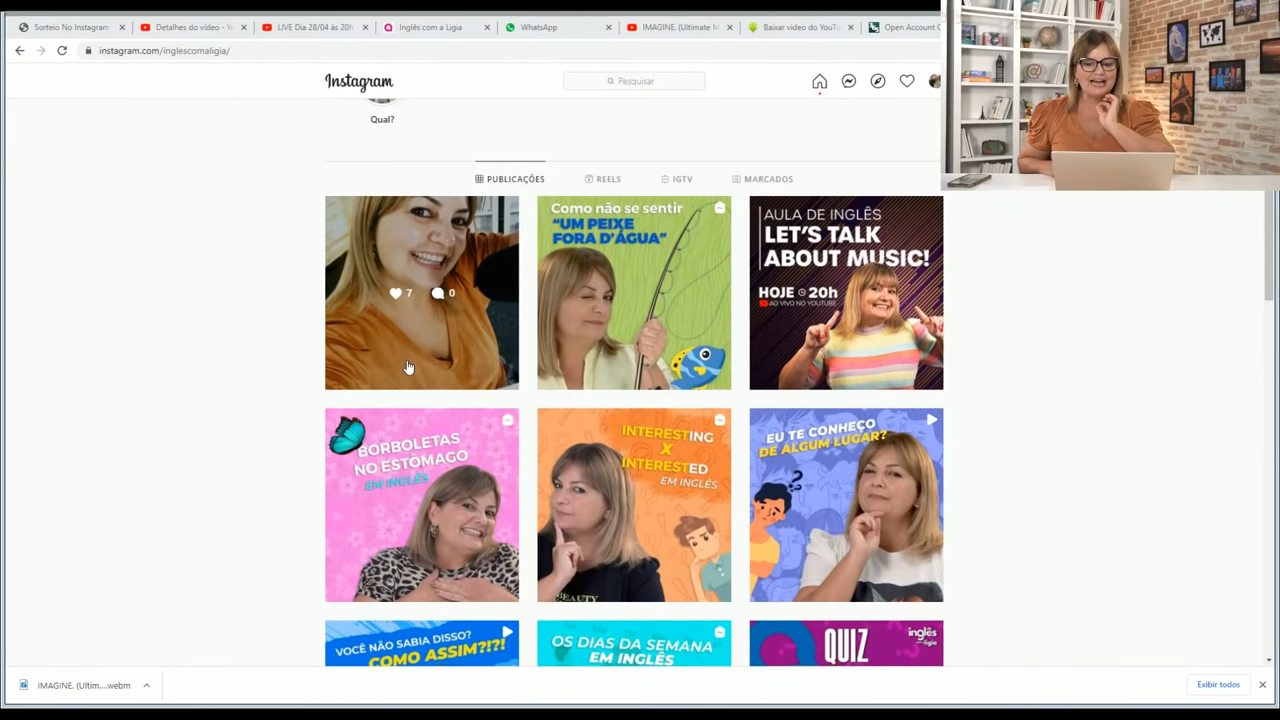 Sorteio No Instagram
Detalhes do vídeo - Yo
LIVE Dia 28/04 às 20h
Inglês com a Ligia
WhatsApp
IMAGINE. (Ultimate M
Baixar video do YouTu
Open Account C
instagram.com/inglescomaligia/
Instagram
Pesquisar
Qual?
PUBLICAÇÕES
REELS
IGTV
MARCADOS
7
0
Como não se sentir
"UM PEIXE
FORA D'ÁGUA"
AULA DE INGLÊS
LET'S TALK
ABOUT MUSIC!
HOJE 20h
AO VIVO NO YOUTUBE
BORBOLETAS
NO ESTÔMAGO
EM INGLÊS
INTERESTING
X
INTERESTED
EM INGLÊS
BEAUTY
EU TE CONHEÇO
DE ALGUM LUGAR?
VOCÊ NÃO SABIA DISSO?
COMO ASSIM?!?!
OS DIAS DA SEMANA
EM INGLÊS
QUIZ
inglês
com Ligia
IMAGINE. (Ultim....webm
Exibir todos